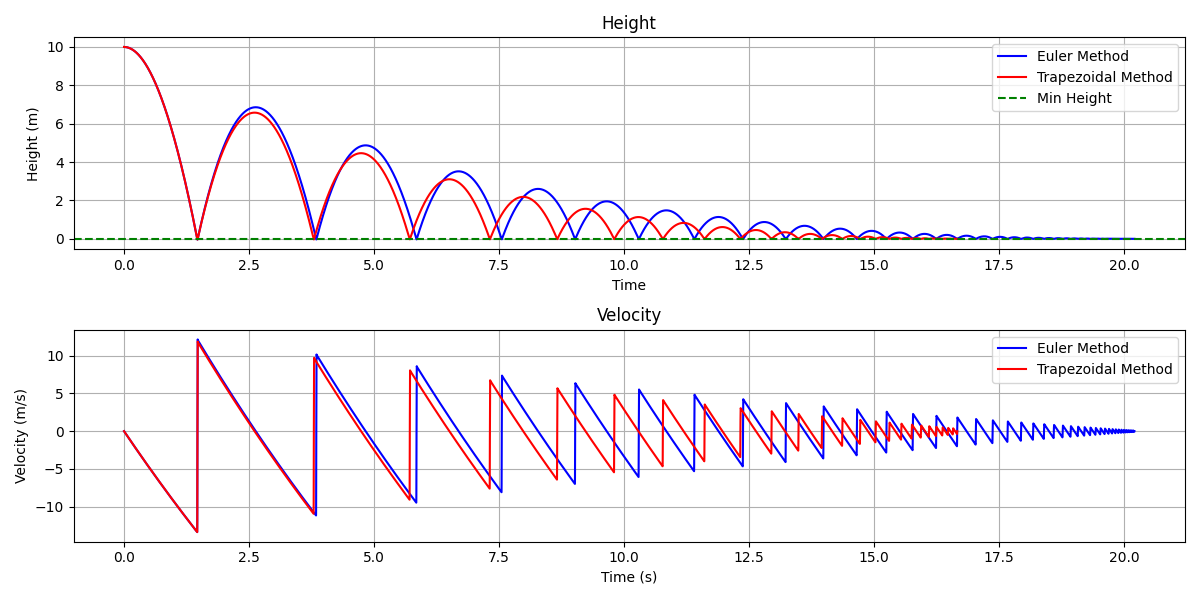 Height
Height (m)
10
8
6
4
2
0
Euler Method
Trapezoidal Method
Min Height
0.0 2.5 5.0 7.5 10.0 12.5 15.0 17.5 20.0
Time
Velocity
Velocity (m/s)
10
5
0
−5
−10
Euler Method
Trapezoidal Method
0.0 2.5 5.0 7.5 10.0 12.5 15.0 17.5 20.0
Time (s)